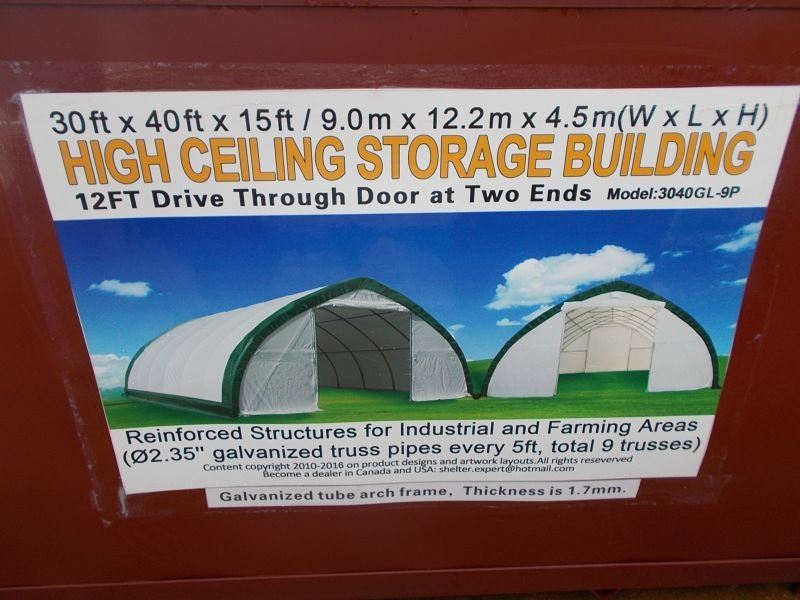 30ft x 40ft x 15ft / 9.0m x 12.2m x 4.5m(W x L x H)
HIGH CEILING STORAGE BUILDING
12FT Drive Through Door at Two Ends Model:3040GL-9P
Reinforced Structures for Industrial and Farming Areas
(Ø2.35" galvanized truss pipes every 5ft, total 9 trusses)
Content copyright 2010-2016 on product designs and artwork layouts.All rights reseverved
Become a dealer in Canada and USA: shelter.expert@hotmail.com
Galvanized tube arch frame, Thickness is 1.7mm.